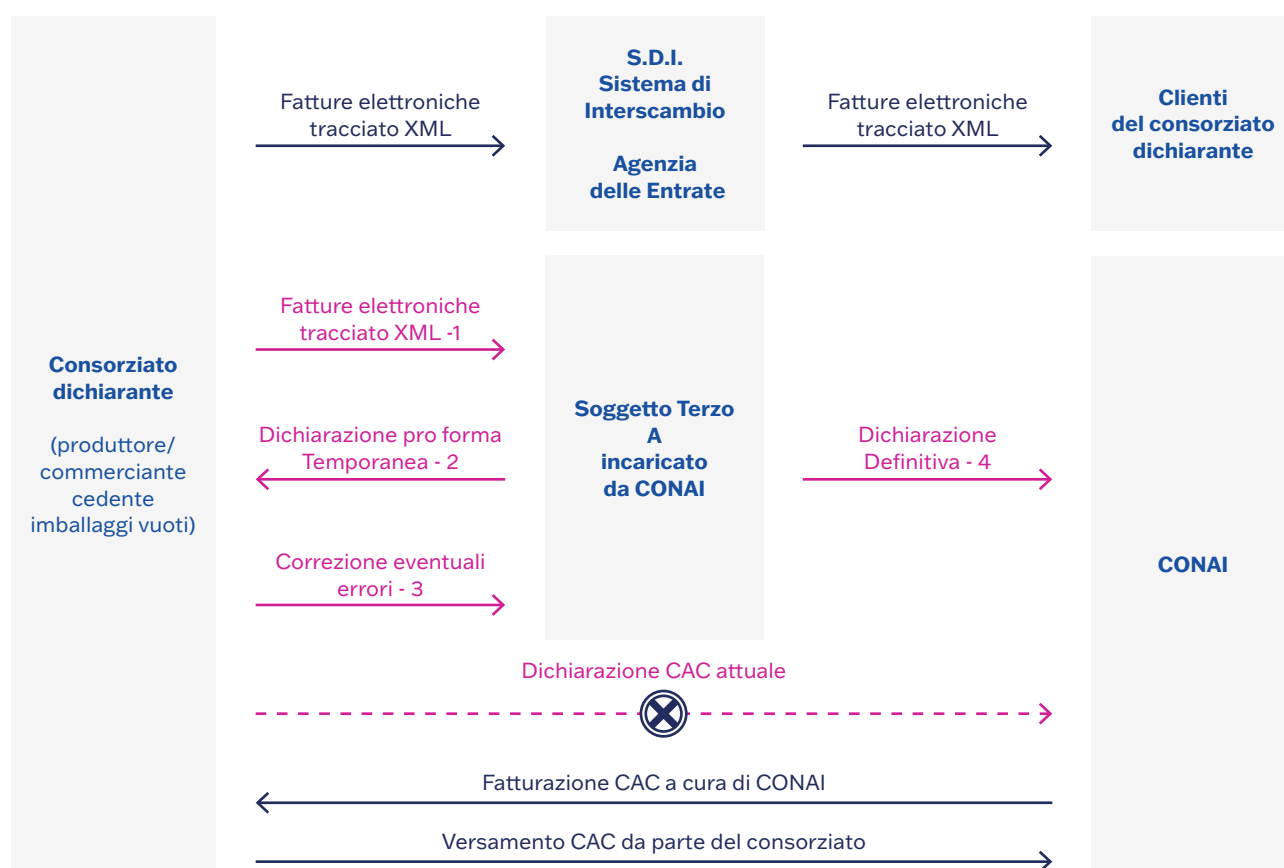 Fatture elettroniche
tracciato XML
S.D.I.
Sistema di
Interscambio
Agenzia
delle Entrate
Fatture elettroniche
tracciato XML
Clienti
del consorziato
dichiarante
Consorziato
dichiarante
(produttore/
commerciante
cedente
imballaggi vuoti)
Fatture elettroniche
tracciato XML -1
Dichiarazione pro forma
Temporanea - 2
Correzione eventuali
errori - 3
Soggetto Terzo
A
incaricato
da CONAI
Dichiarazione
Definitiva - 4
CONAI
Dichiarazione CAC attuale
Fatturazione CAC a cura di CONAI
Versamento CAC da parte del consorziato